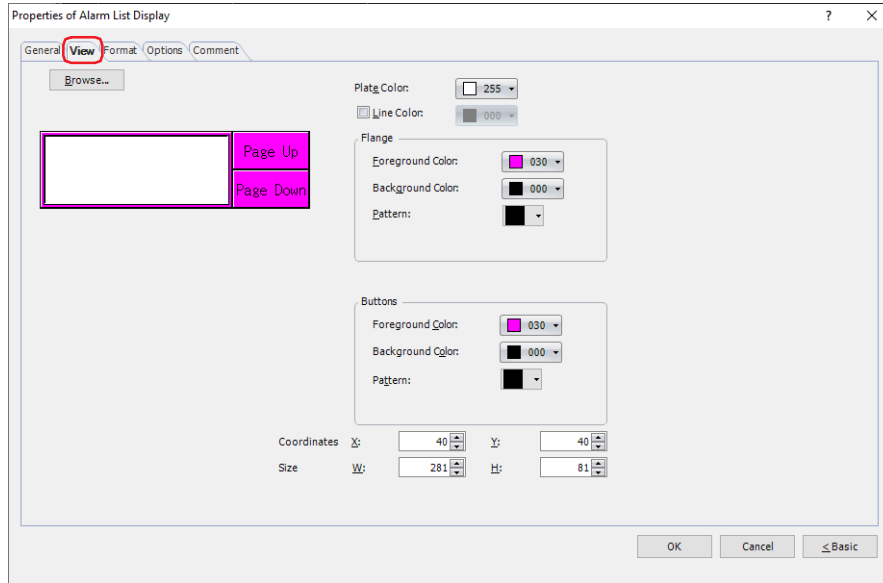 Properties of Alarm List Display ? X
General View Format Options Comment
Browse...
Plate Color: 255
Line Color: 000
Page Up
Page Down
Flange
Foreground Color: 030
Background Color: 000
Pattern:
Buttons
Foreground Color: 030
Background Color: 000
Pattern:
Coordinates X: 40 Y: 40
Size W: 281 H: 81
OK Cancel < Basic